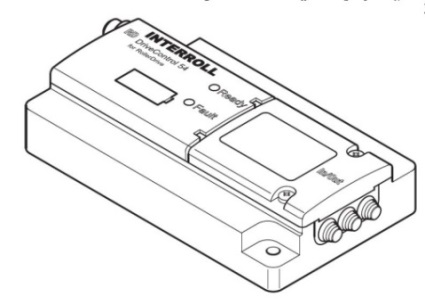 INTERROLL
DriveControl 54
for RollerDrive
Ready
Fault
In/Out